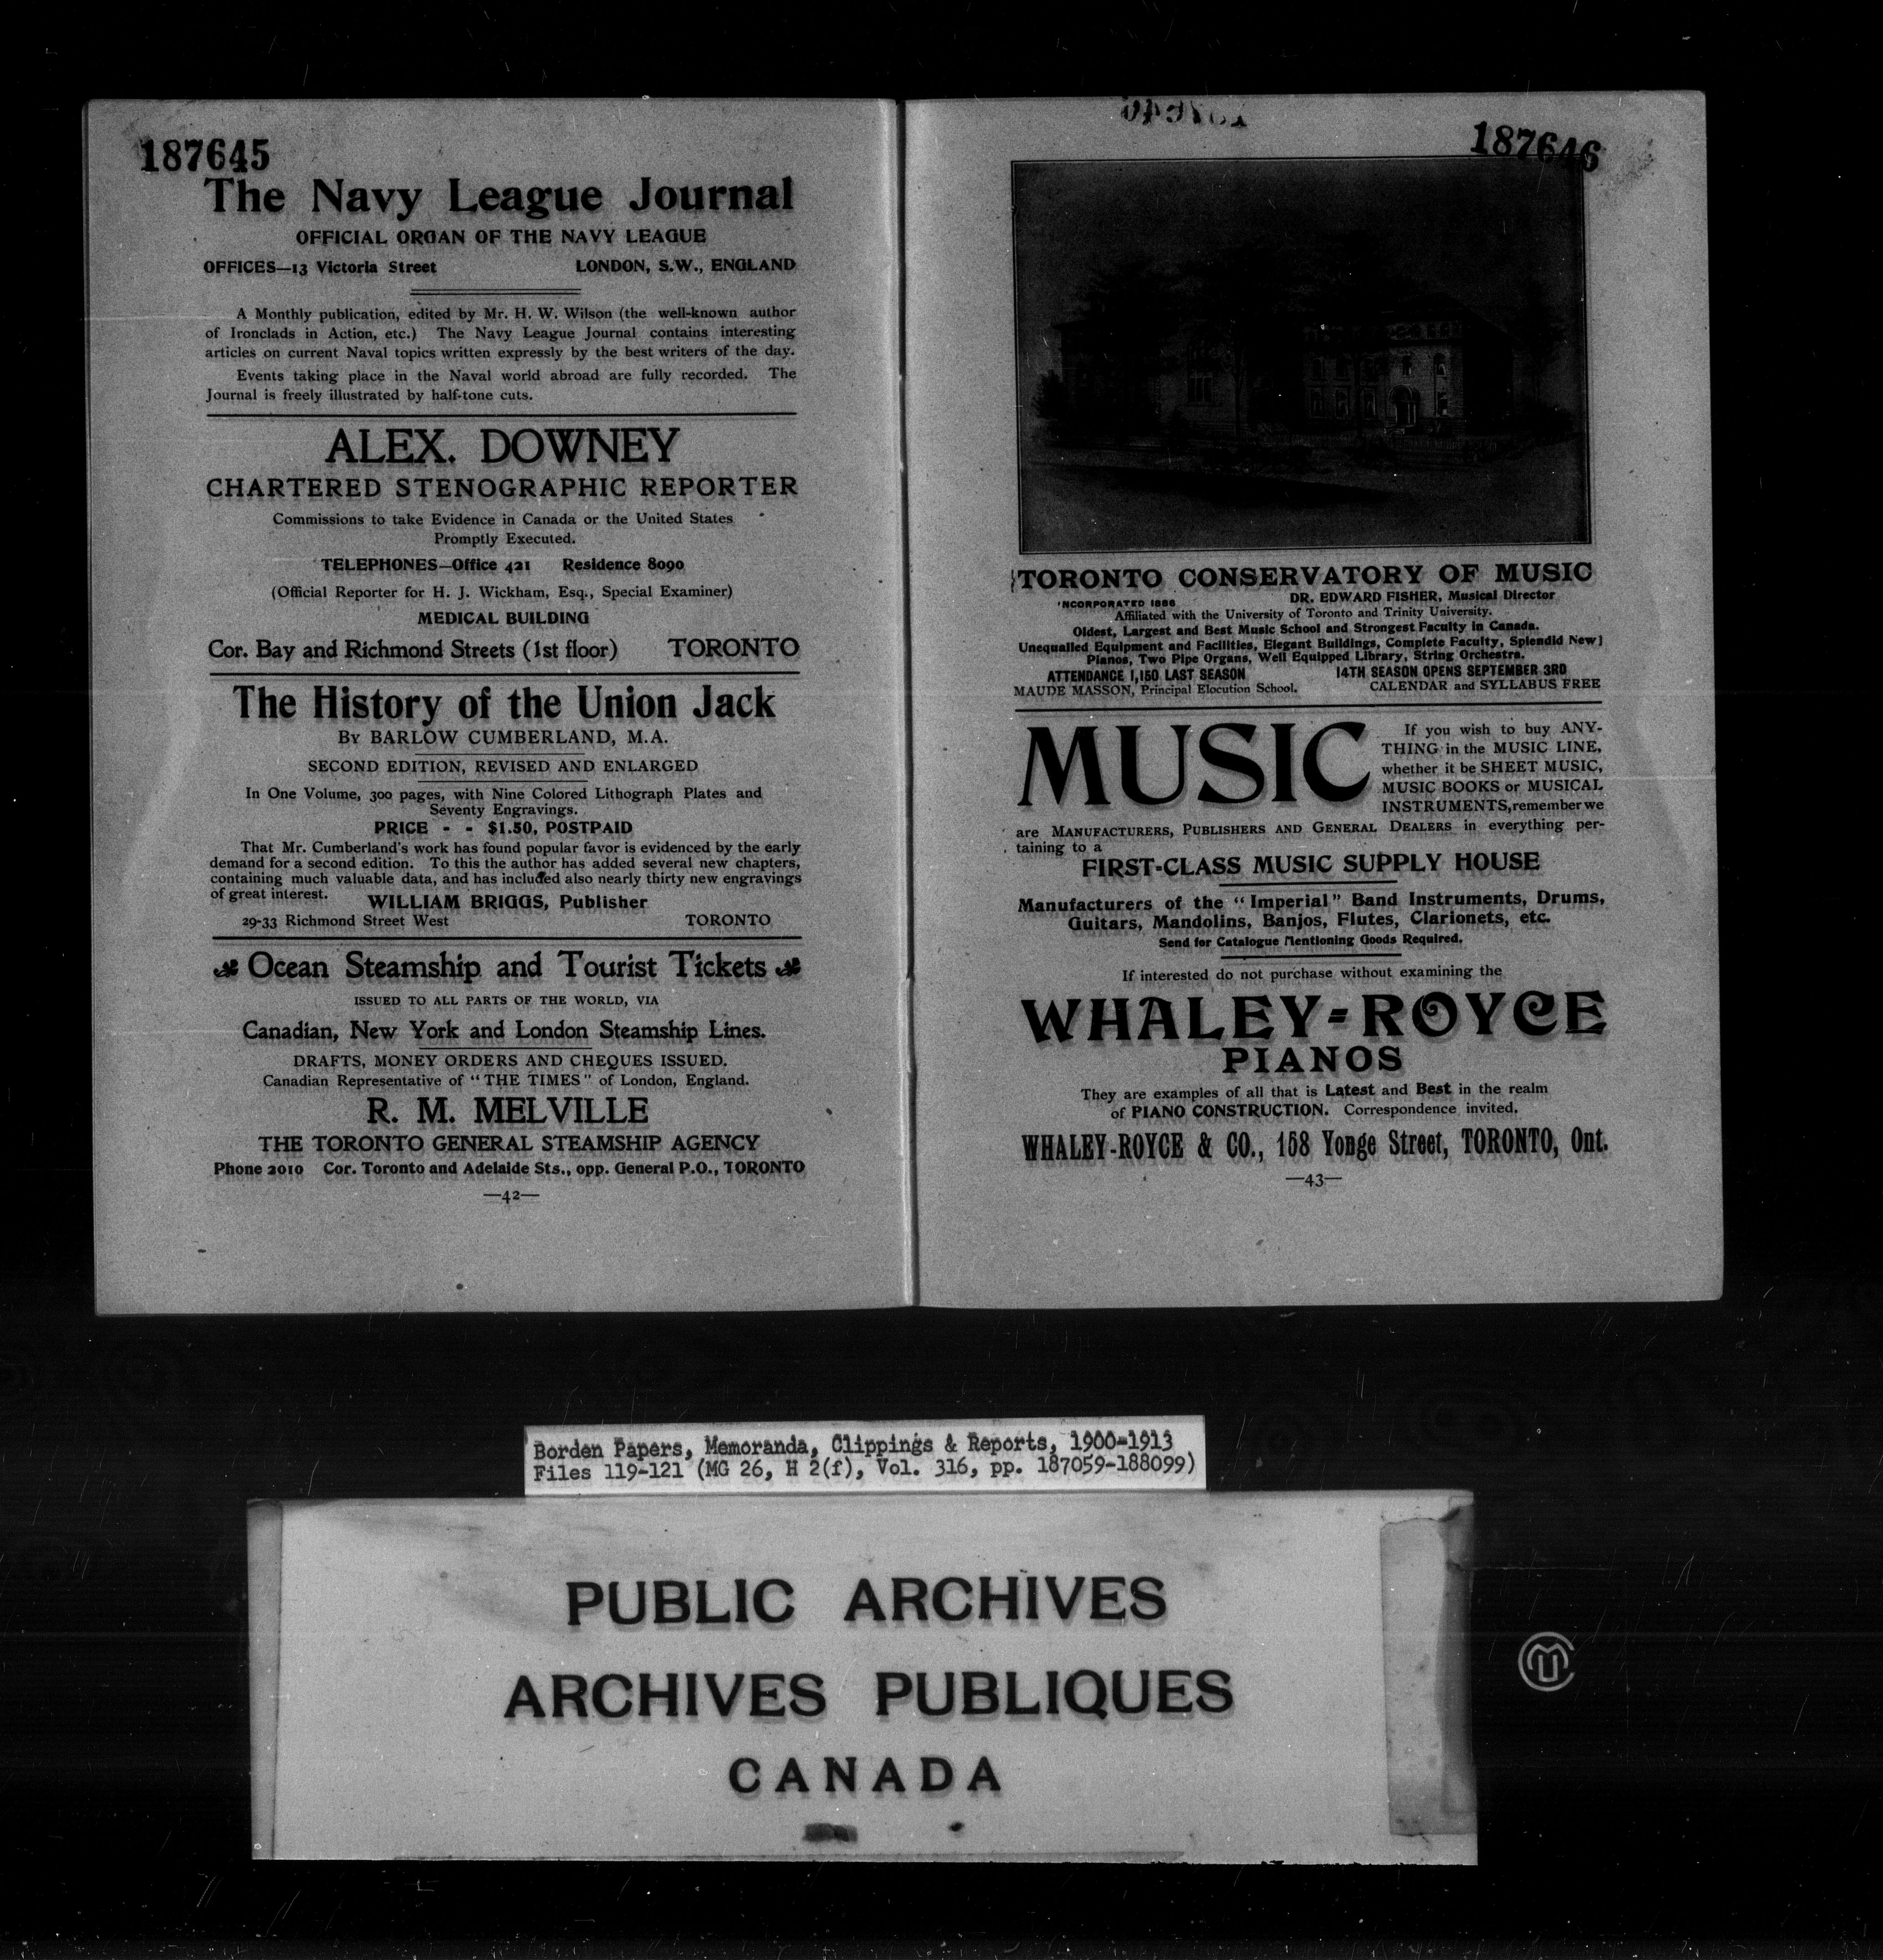 187645
The Navy League Journal
OFFICIAL ORGAN OF THE NAVY LEAGUE
OFFICES—13 Victoria Street LONDON, S.W., ENGLAND
A Monthly publication, edited by Mr. H. W. Wilson (the well-known author
of Ironclads in Action, etc.) The Navy League Journal contains interesting
articles on current Naval topics written expressly by the best writers of the day.
Events taking place in the Naval world abroad are fully recorded. The
Journal is freely illustrated by half-tone cuts.
ALEX. DOWNEY
CHARTERED STENOGRAPHIC REPORTER
Commissions to take Evidence in Canada or the United States
Promptly Executed.
TELEPHONES—Office 421 Residence 8090
(Official Reporter for H. J. Wickham, Esq., Special Examiner)
MEDICAL BUILDING
Cor. Bay and Richmond Streets (1st floor) TORONTO
The History of the Union Jack
By BARLOW CUMBERLAND, M.A.
SECOND EDITION, REVISED AND ENLARGED
In One Volume, 300 pages, with Nine Colored Lithograph Plates and
Seventy Engravings.
PRICE - - $1.50, POSTPAID
That Mr. Cumberland's work has found popular favor is evidenced by the early
demand for a second edition. To this the author has added several new chapters,
containing much valuable data, and has included also nearly thirty new engravings
of great interest.
WILLIAM BRIGGS, Publisher
29-33 Richmond Street West TORONTO
Ocean Steamship and Tourist Tickets
ISSUED TO ALL PARTS OF THE WORLD, VIA
Canadian, New York and London Steamship Lines.
DRAFTS, MONEY ORDERS AND CHEQUES ISSUED.
Canadian Representative of "THE TIMES" of London, England.
R. M. MELVILLE
THE TORONTO GENERAL STEAMSHIP AGENCY
Phone 2010 Cor. Toronto and Adelaide Sts., opp. General P.O., TORONTO
—42—
187646
TORONTO CONSERVATORY OF MUSIC
INCORPORATED 1886 DR. EDWARD FISHER, Musical Director
Affiliated with the University of Toronto and Trinity University.
Oldest, Largest and Best Music School and Strongest Faculty in Canada.
Unequalled Equipment and Facilities, Elegant Buildings, Complete Faculty, Splendid New
Pianos, Two Pipe Organs, Well Equipped Library, String Orchestra.
ATTENDANCE 1,150 LAST SEASON 14TH SEASON OPENS SEPTEMBER 3RD
MAUDE MASSON, Principal Elocution School. CALENDAR and SYLLABUS FREE
MUSIC
If you wish to buy ANY-
THING in the MUSIC LINE,
whether it be SHEET MUSIC,
MUSIC BOOKS or MUSICAL
INSTRUMENTS, remember we
are MANUFACTURERS, PUBLISHERS AND GENERAL DEALERS in everything per-
taining to a
FIRST-CLASS MUSIC SUPPLY HOUSE
Manufacturers of the "Imperial" Band Instruments, Drums,
Guitars, Mandolins, Banjos, Flutes, Clarionets, etc.
Send for Catalogue Mentioning Goods Required.
If interested do not purchase without examining the
WHALEY-ROYCE
PIANOS
They are examples of all that is Latest and Best in the realm
of PIANO CONSTRUCTION. Correspondence invited.
WHALEY-ROYCE & CO., 158 Yonge Street, TORONTO, Ont.
—43—
Borden Papers, Memoranda, Clippings & Reports, 1900-1913
Files 119-121 (MG 26, H 2(f), Vol. 316, pp. 187059-188099)
PUBLIC ARCHIVES
ARCHIVES PUBLIQUES
CANADA